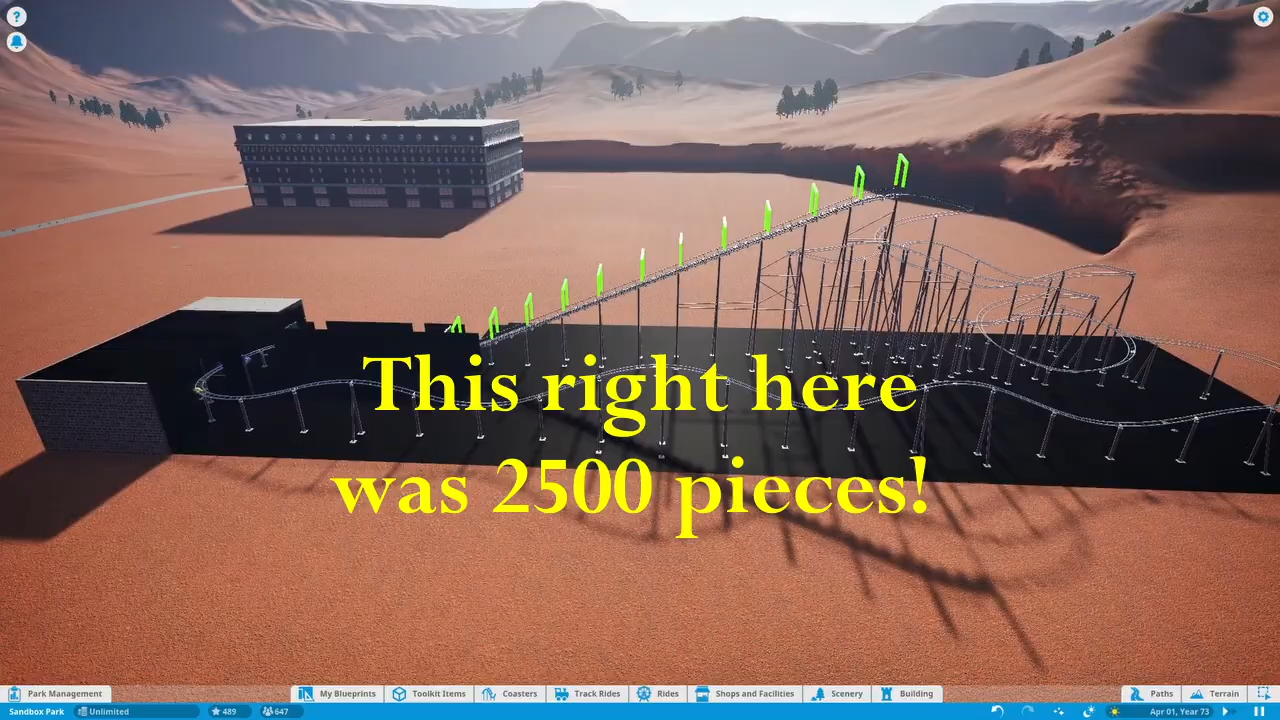 This right here
was 2500 pieces!
Park Management
My Blueprints
Toolkit Items
Coasters
Track Rides
Rides
Shops and Facilities
Scenery
Building
Paths
Terrain
Sandbox Park
Unlimited
489
647
Apr 01, Year 73